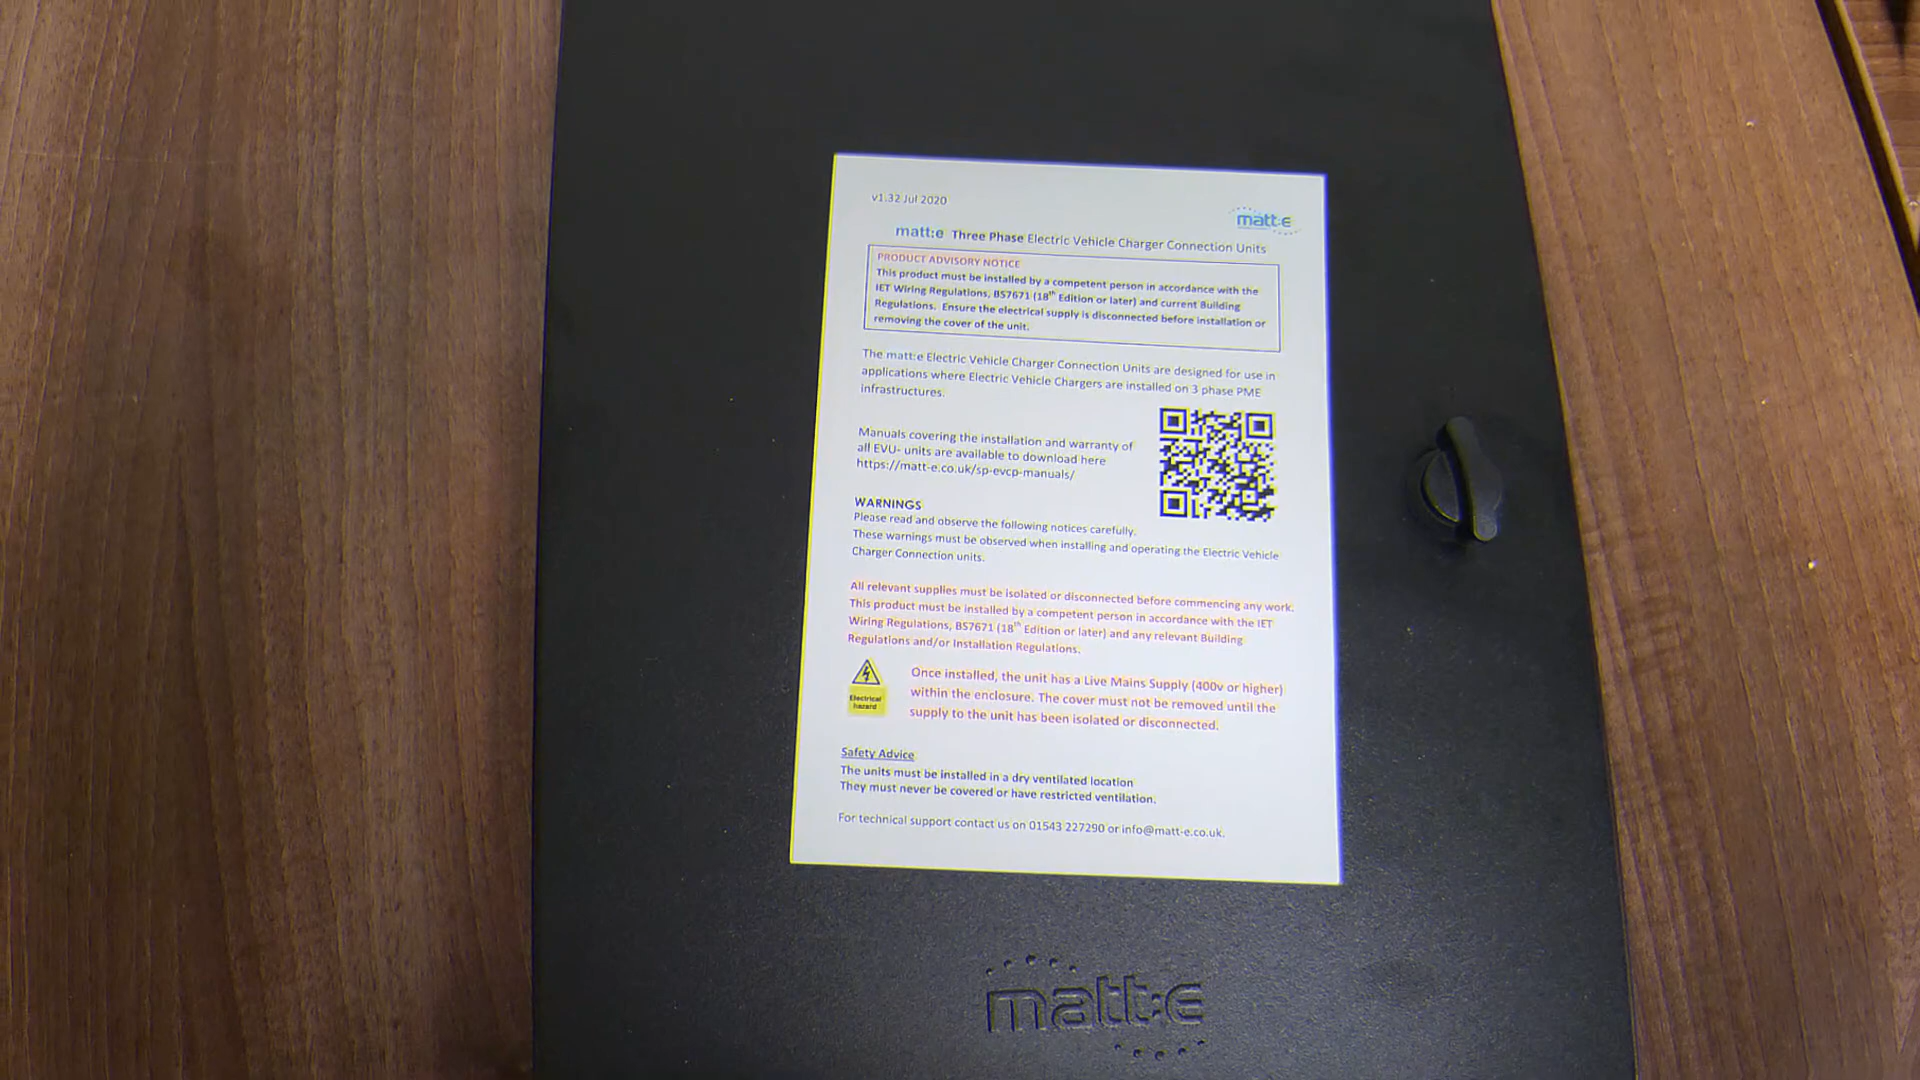 v1.32 Jul 2020
matt:e
matt:e Three Phase Electric Vehicle Charger Connection Units
PRODUCT ADVISORY NOTICE
This product must be installed by a competent person in accordance with the
IET Wiring Regulations, BS7671 (18th Edition or later) and current Building
Regulations. Ensure the electrical supply is disconnected before installation or
removing the cover of the unit.
The matt:e Electric Vehicle Charger Connection Units are designed for use in
applications where Electric Vehicle Chargers are installed on 3 phase PME
infrastructures.
Manuals covering the installation and warranty of
all EVU- units are available to download here
https://matt-e.co.uk/sp-evcp-manuals/
WARNINGS
Please read and observe the following notices carefully.
These warnings must be observed when installing and operating the Electric Vehicle
Charger Connection units.
All relevant supplies must be isolated or disconnected before commencing any work.
This product must be installed by a competent person in accordance with the IET
Wiring Regulations, BS7671 (18th Edition or later) and any relevant Building
Regulations and/or Installation Regulations.
Electrical
hazard
Once installed, the unit has a Live Mains Supply (400v or higher)
within the enclosure. The cover must not be removed until the
supply to the unit has been isolated or disconnected.
Safety Advice
The units must be installed in a dry ventilated location
They must never be covered or have restricted ventilation.
For technical support contact us on 01543 227290 or info@matt-e.co.uk.
matt:e